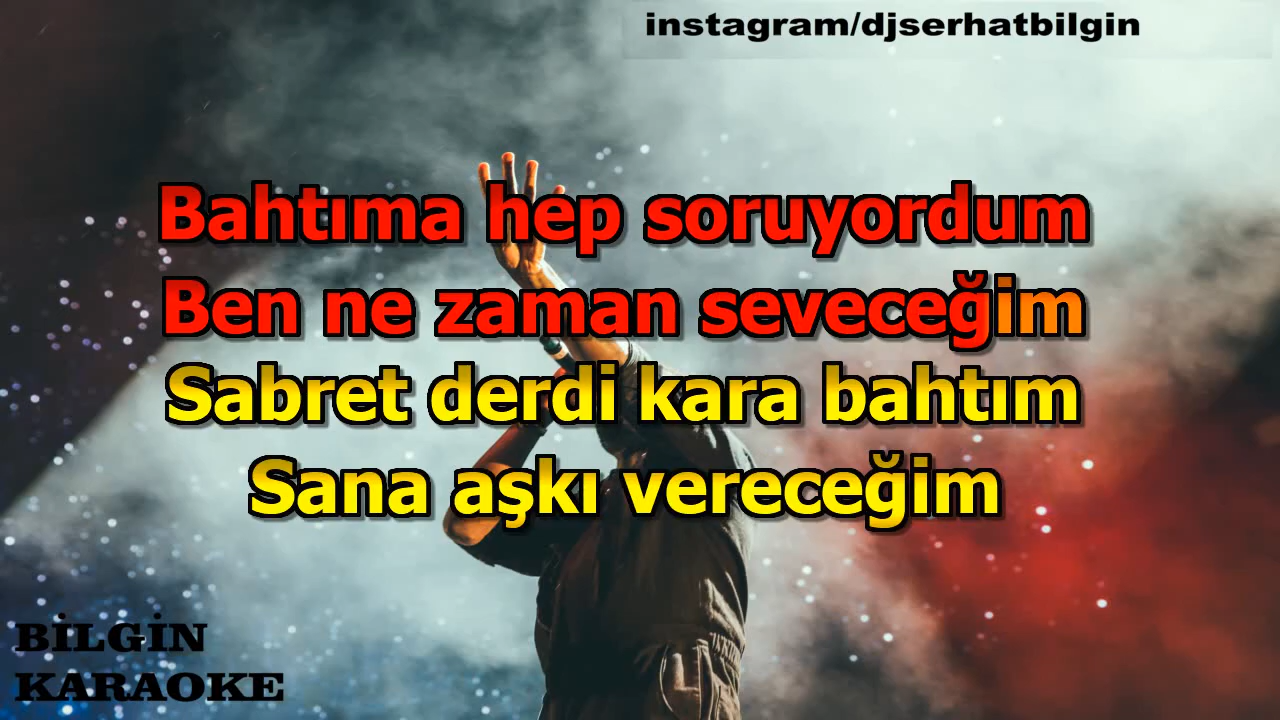 instagram/djserhatbilgin
Bahtıma hep soruyordum
Ben ne zaman seveceğim
Sabret derdi kara bahtım
Sana aşkı vereceğim
BİLGİN
KARAOKE